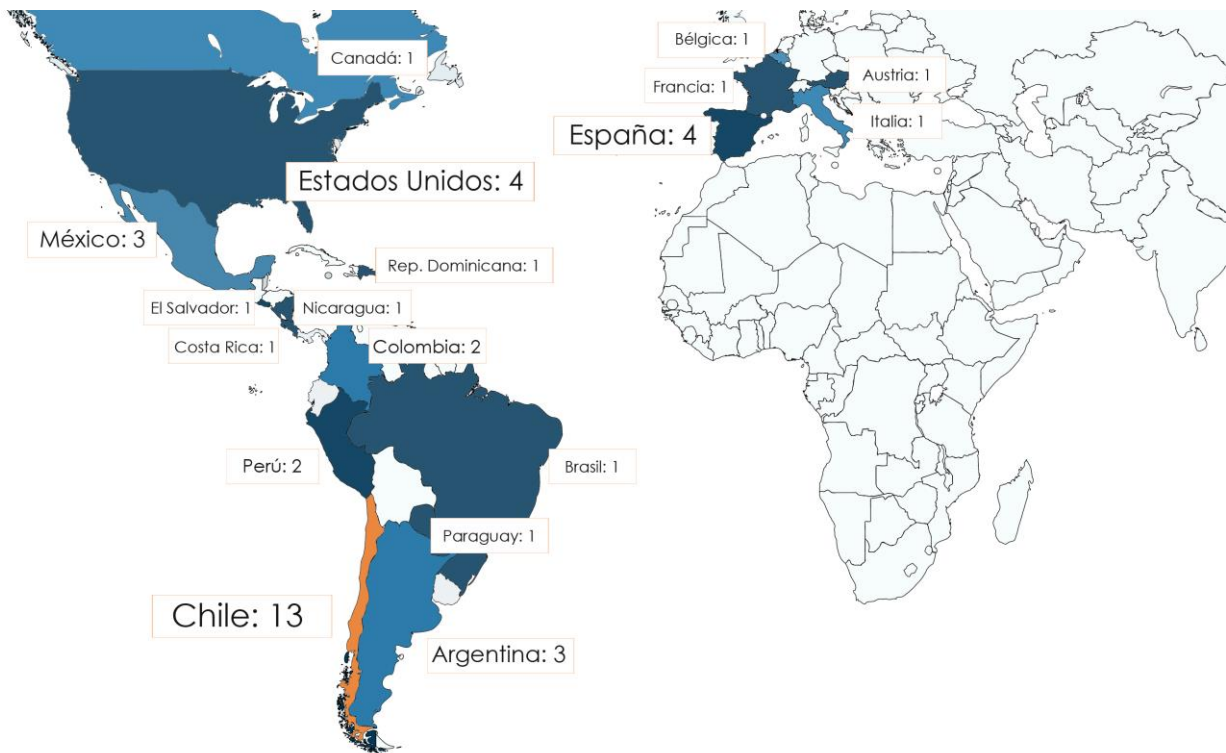 Canadá: 1
Bélgica: 1
Francia: 1
Austria: 1
España: 4
Italia: 1
Estados Unidos: 4
México: 3
Rep. Dominicana: 1
El Salvador: 1
Nicaragua: 1
Costa Rica: 1
Colombia: 2
Perú: 2
Brasil: 1
Paraguay: 1
Chile: 13
Argentina: 3